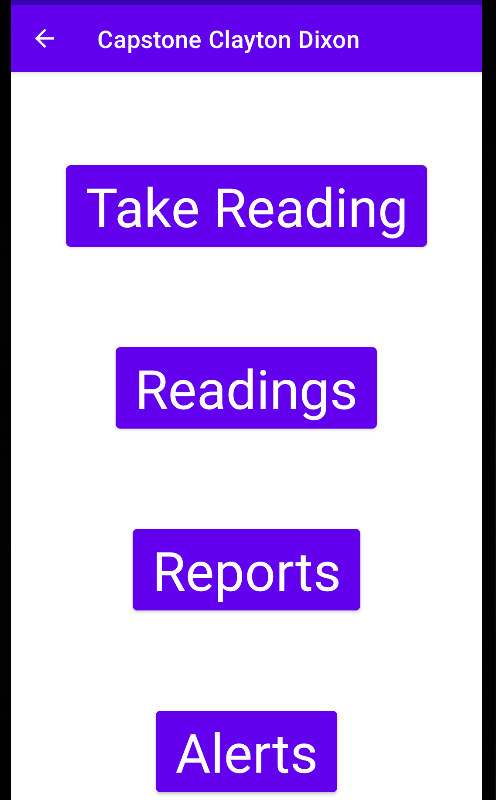 Capstone Clayton Dixon
Take Reading
Readings
Reports
Alerts